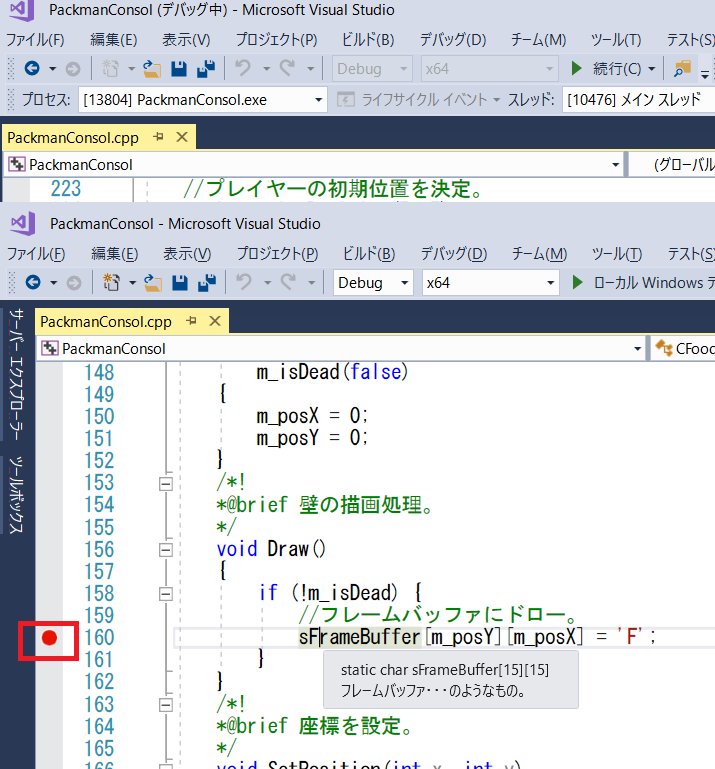 PackmanConsol (デバッグ中) - Microsoft Visual Studio
ファイル(F) 編集(E) 表示(V) プロジェクト(P) ビルド(B) デバッグ(D) チーム(M) ツール(T) テスト(S)
Debug x64 続行(C)
プロセス: [13804] PackmanConsol.exe ライフサイクル イベント スレッド: [10476] メイン スレッド
PackmanConsol.cpp
PackmanConsol (グローバル
223 //プレイヤーの初期位置を決定。
PackmanConsol - Microsoft Visual Studio
ファイル(F) 編集(E) 表示(V) プロジェクト(P) ビルド(B) デバッグ(D) チーム(M) ツール(T) テスト(S)
Debug x64 ローカル Windows デ
サーバー エクスプローラー
ツールボックス
PackmanConsol.cpp
PackmanConsol CFood
148 m_isDead(false)
149 {
150 m_posX = 0;
151 m_posY = 0;
152 }
153 /*!
154 *@brief 壁の描画処理。
155 */
156 void Draw()
157 {
158 if (!m_isDead) {
159 //フレームバッファにドロー。
160 sFrameBuffer[m_posY][m_posX] = 'F';
161 }
static char sFrameBuffer[15][15]
フレームバッファ・・・のようなもの。
162 }
163 /*!
164 *@brief 座標を設定。
165 */
166 void SetPosition(int x, int y)